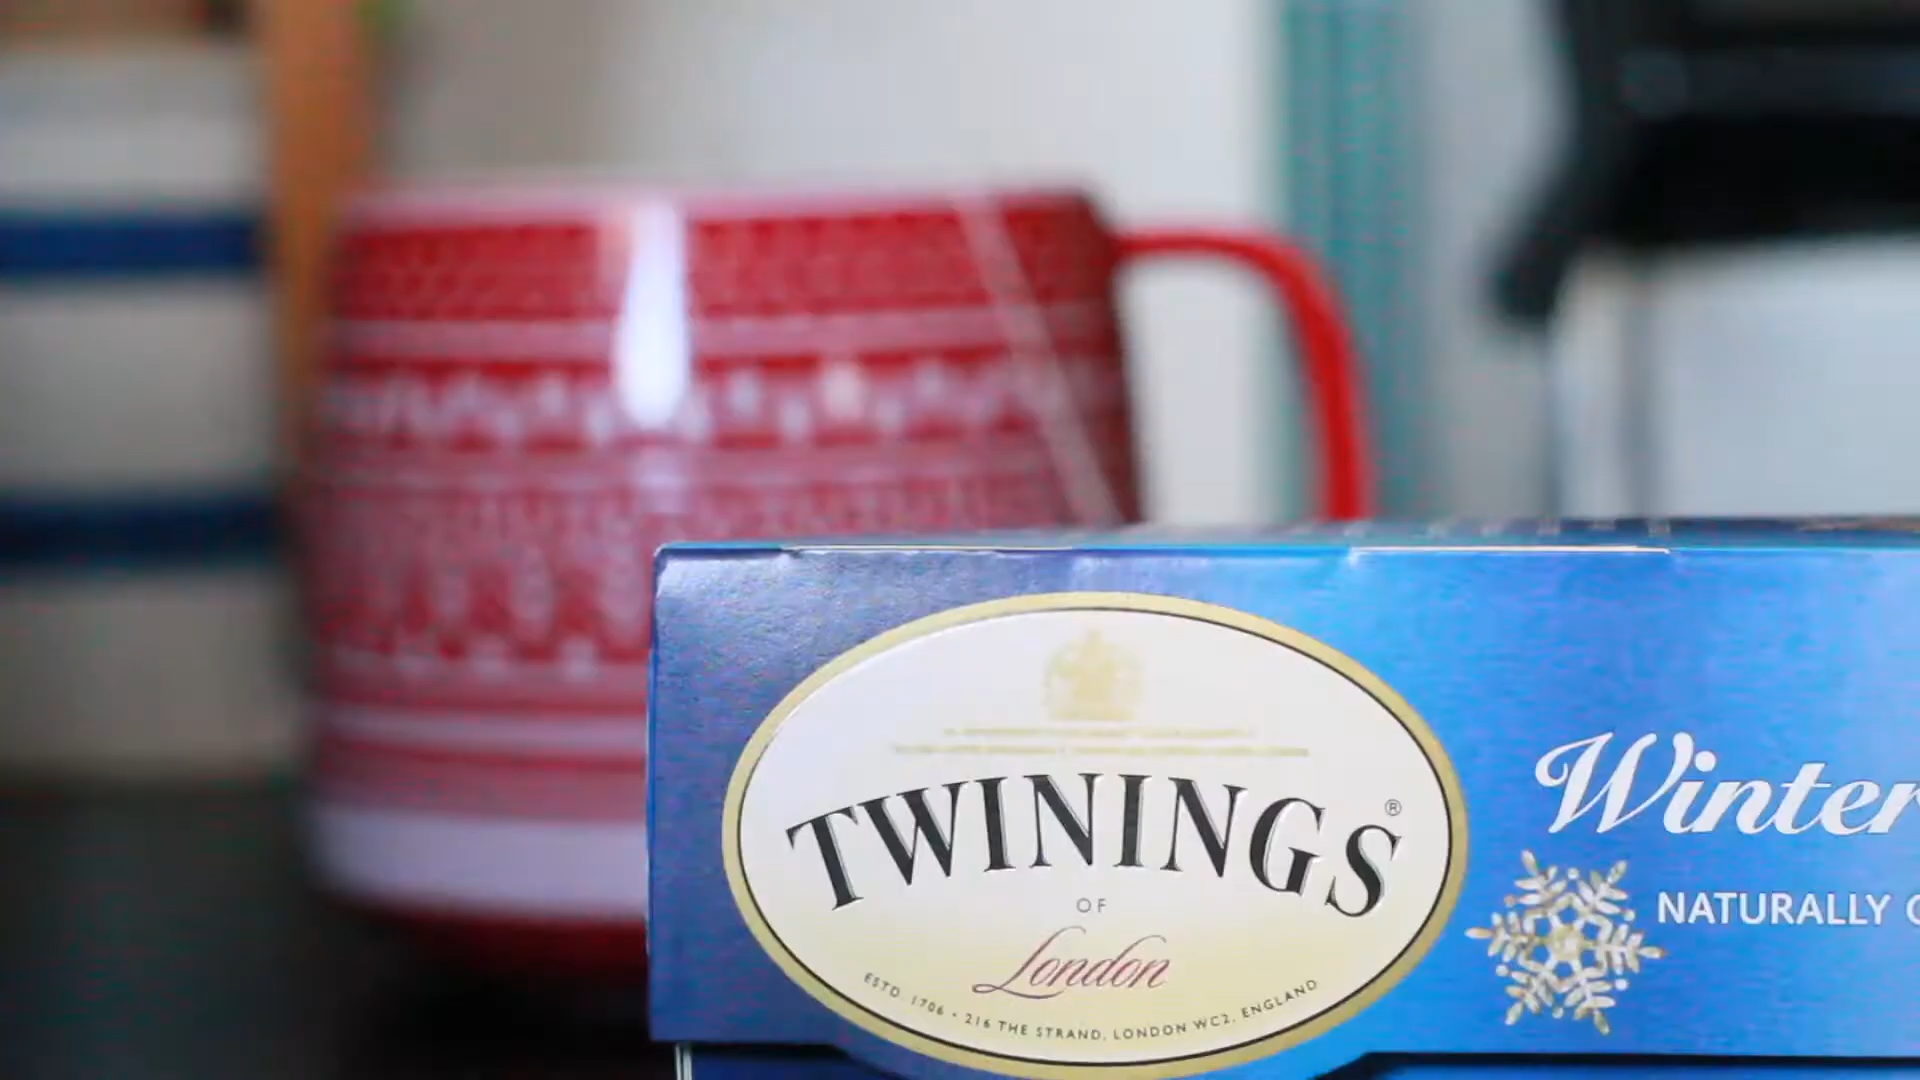 TWININGS®
OF
London
ESTD. 1706 • 216 THE STRAND, LONDON WC2, ENGLAND
Winter
NATURALLY